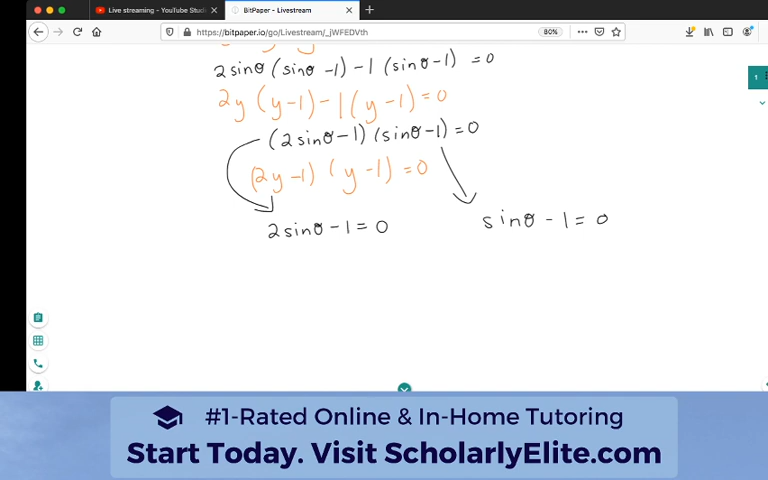 Live streaming - YouTube Studi
BitPaper - Livestream
https://bitpaper.io/go/Livestream/_jWFEDVth
80%
2sinθ(sinθ -1)-1(sinθ-1) =0
2y(y-1)-1(y-1)=0
(2sinθ-1)(sinθ-1)=0
(2y-1)(y-1)=0
2sinθ-1=0
sinθ-1=0
1
#1-Rated Online & In-Home Tutoring
Start Today. Visit ScholarlyElite.com